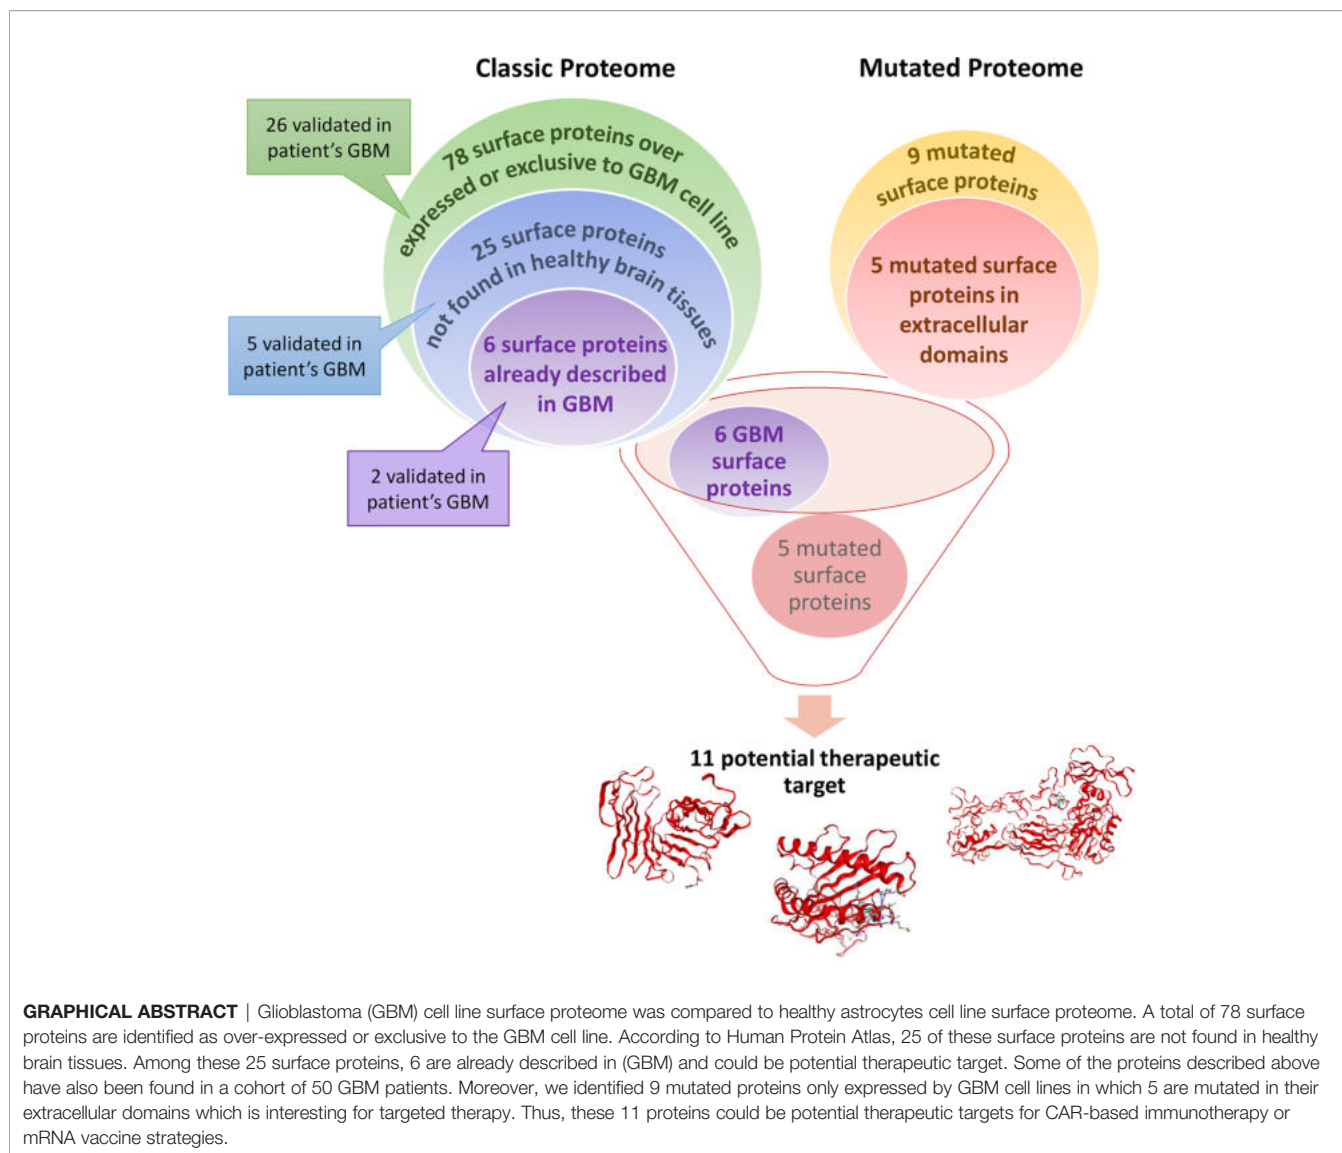 Classic Proteome
Mutated Proteome
26 validated in
patient's GBM
78 surface proteins over
expressed or exclusive to GBM cell line
25 surface proteins
not found in healthy brain tissues
6 surface proteins
already described
in GBM
5 validated in
patient's GBM
2 validated in
patient's GBM
9 mutated
surface proteins
5 mutated surface
proteins in
extracellular
domains
6 GBM
surface
proteins
5 mutated
surface
proteins
11 potential therapeutic
target
GRAPHICAL ABSTRACT | Glioblastoma (GBM) cell line surface proteome was compared to healthy astrocytes cell line surface proteome. A total of 78 surface
proteins are identified as over-expressed or exclusive to the GBM cell line. According to Human Protein Atlas, 25 of these surface proteins are not found in healthy
brain tissues. Among these 25 surface proteins, 6 are already described in (GBM) and could be potential therapeutic target. Some of the proteins described above
have also been found in a cohort of 50 GBM patients. Moreover, we identified 9 mutated proteins only expressed by GBM cell lines in which 5 are mutated in their
extracellular domains which is interesting for targeted therapy. Thus, these 11 proteins could be potential therapeutic targets for CAR-based immunotherapy or
mRNA vaccine strategies.